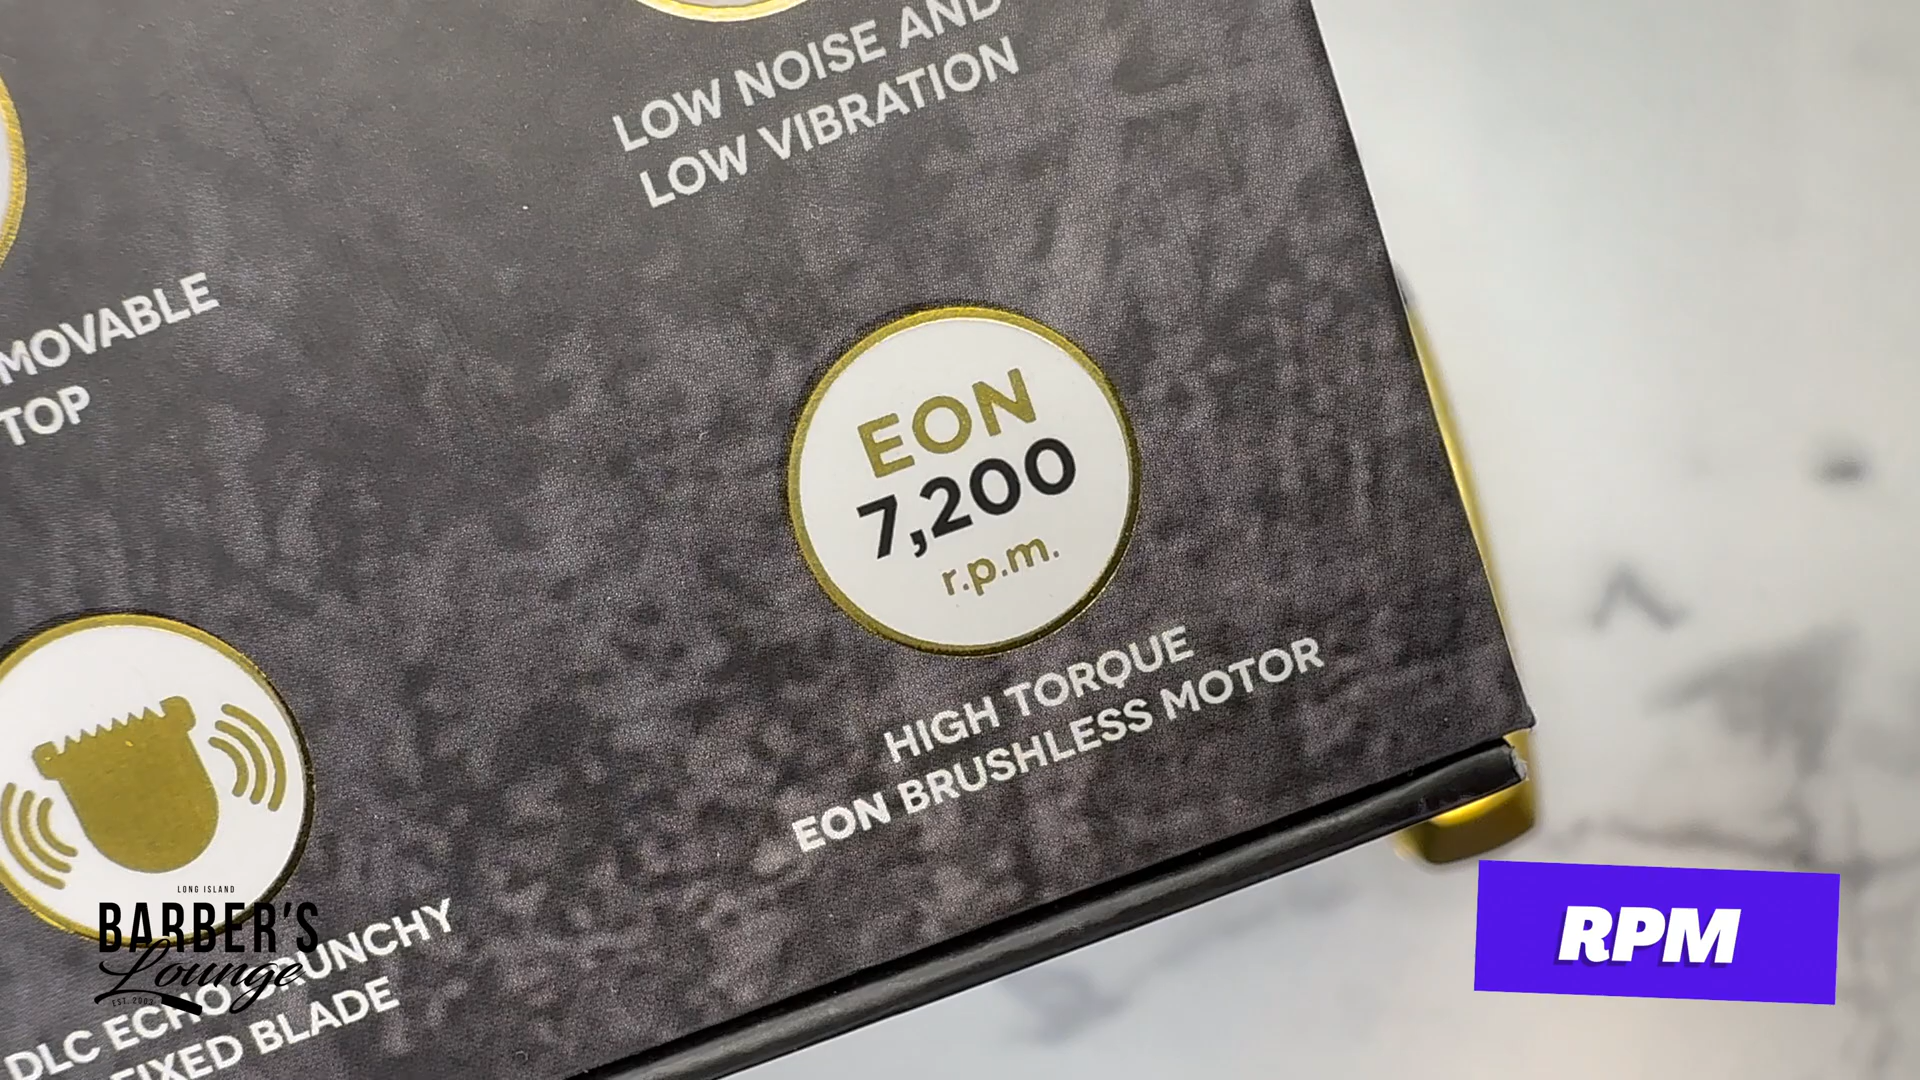 LOW NOISE AND
LOW VIBRATION
MOVABLE
TOP
EON
7,200
r.p.m.
HIGH TORQUE
EON BRUSHLESS MOTOR
LONG ISLAND
BARBER'S
Lounge
EST. 2003
DLC ECHO CRUNCHY
FIXED BLADE
RPM